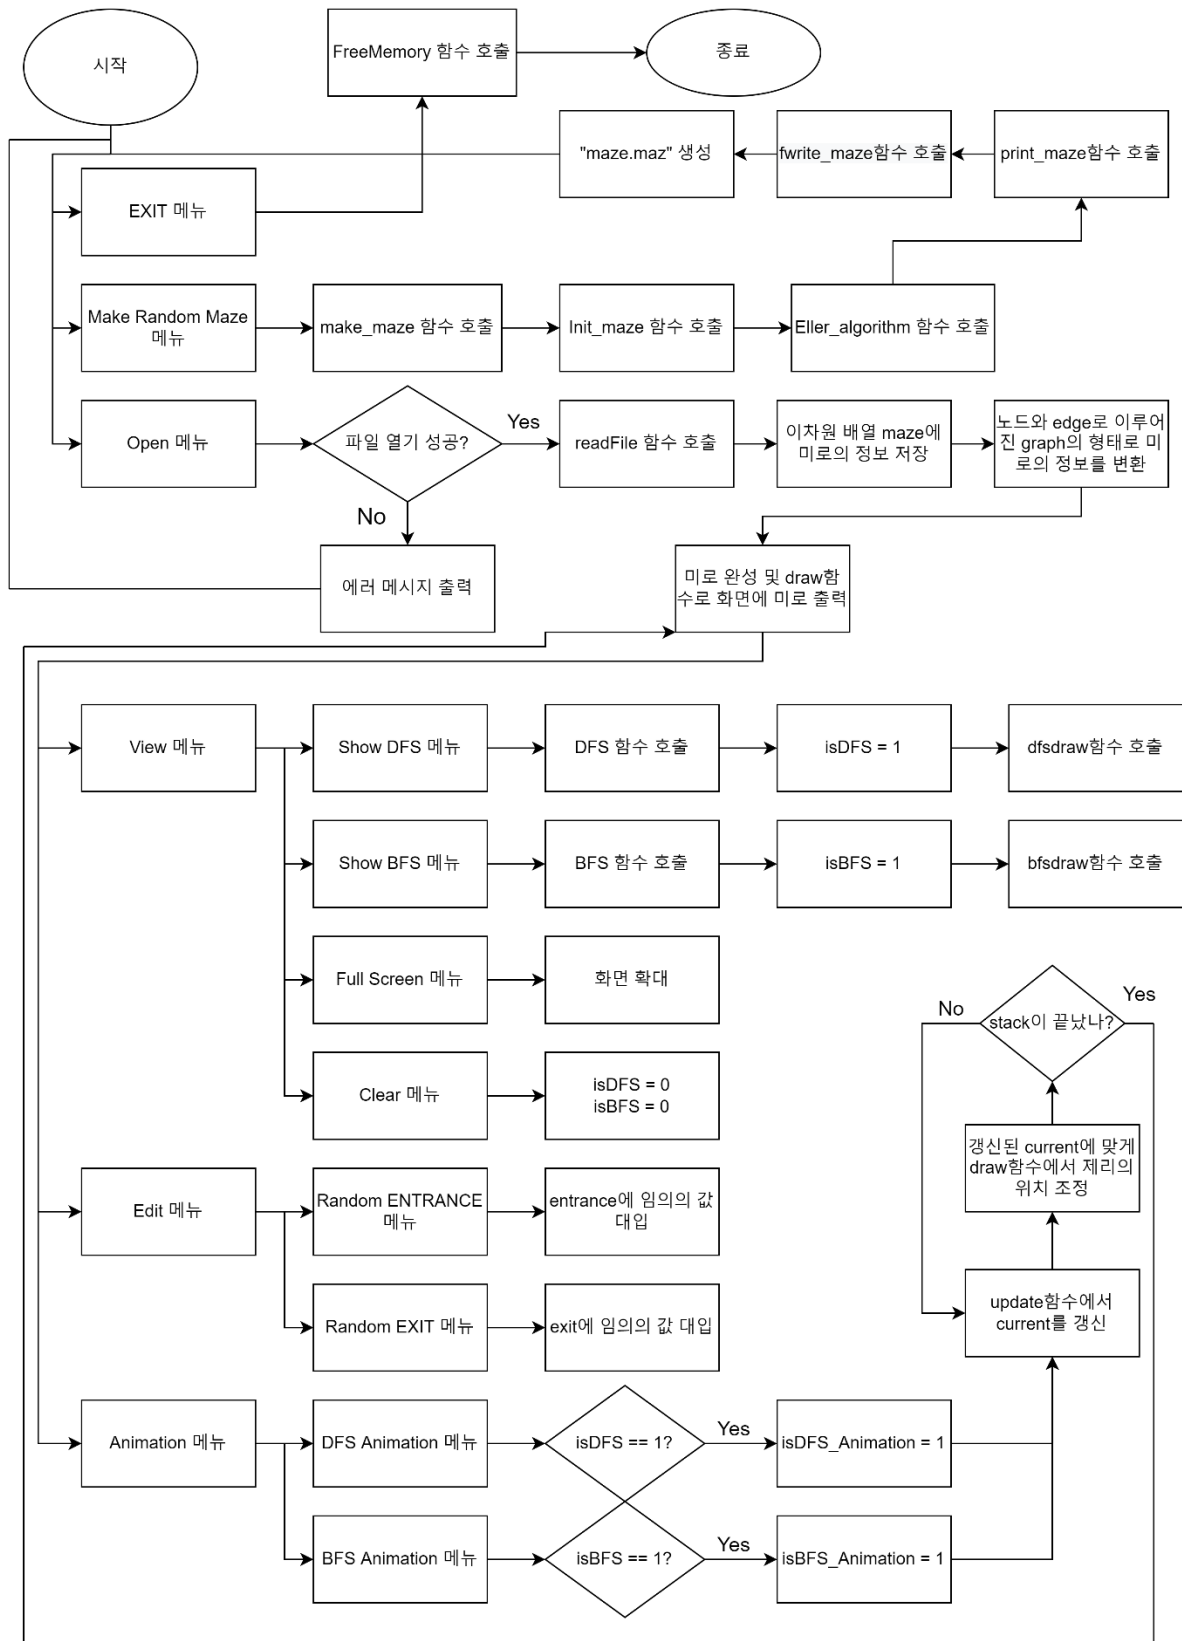 시작
FreeMemory 함수 호출
종료
"maze.maz" 생성
fwrite_maze함수 호출
print_maze함수 호출
EXIT 메뉴
Make Random Maze
메뉴
make_maze 함수 호출
Init_maze 함수 호출
Eller_algorithm 함수 호출
Open 메뉴
파일 열기 성공?
Yes
readFile 함수 호출
이차원 배열 maze에
미로의 정보 저장
노드와 edge로 이루어
진 graph의 형태로 미
로의 정보를 변환
No
에러 메시지 출력
미로 완성 및 draw함
수로 화면에 미로 출력
View 메뉴
Show DFS 메뉴
DFS 함수 호출
isDFS = 1
dfsdraw함수 호출
Show BFS 메뉴
BFS 함수 호출
isBFS = 1
bfsdraw함수 호출
Full Screen 메뉴
화면 확대
No
stack이 끝났나?
Yes
Clear 메뉴
isDFS = 0
isBFS = 0
갱신된 current에 맞게
draw함수에서 제리의
위치 조정
Edit 메뉴
Random ENTRANCE
메뉴
entrance에 임의의 값
대입
Random EXIT 메뉴
exit에 임의의 값 대입
update함수에서
current를 갱신
Animation 메뉴
DFS Animation 메뉴
isDFS == 1?
Yes
isDFS_Animation = 1
BFS Animation 메뉴
isBFS == 1?
Yes
isBFS_Animation = 1